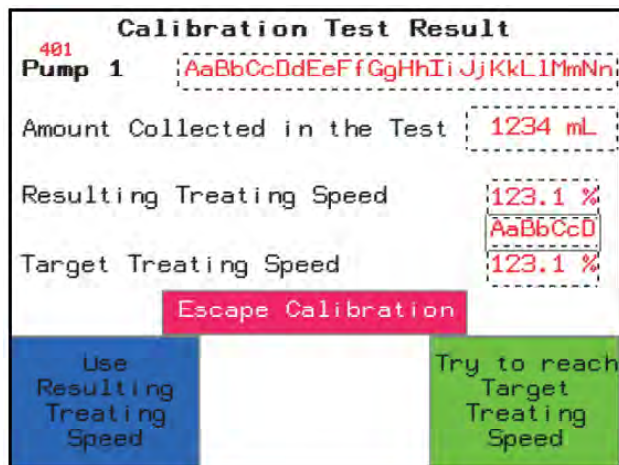 Calibration Test Result
401
Pump 1 AaBbCcDdEeFfGgHhIiJjKkLlMmNn
Amount Collected in the Test 1234 mL
Resulting Treating Speed 123.1 %
AaBbCcD
Target Treating Speed 123.1 %
Escape Calibration
Use
Resulting
Treating
Speed
Try to reach
Target
Treating
Speed